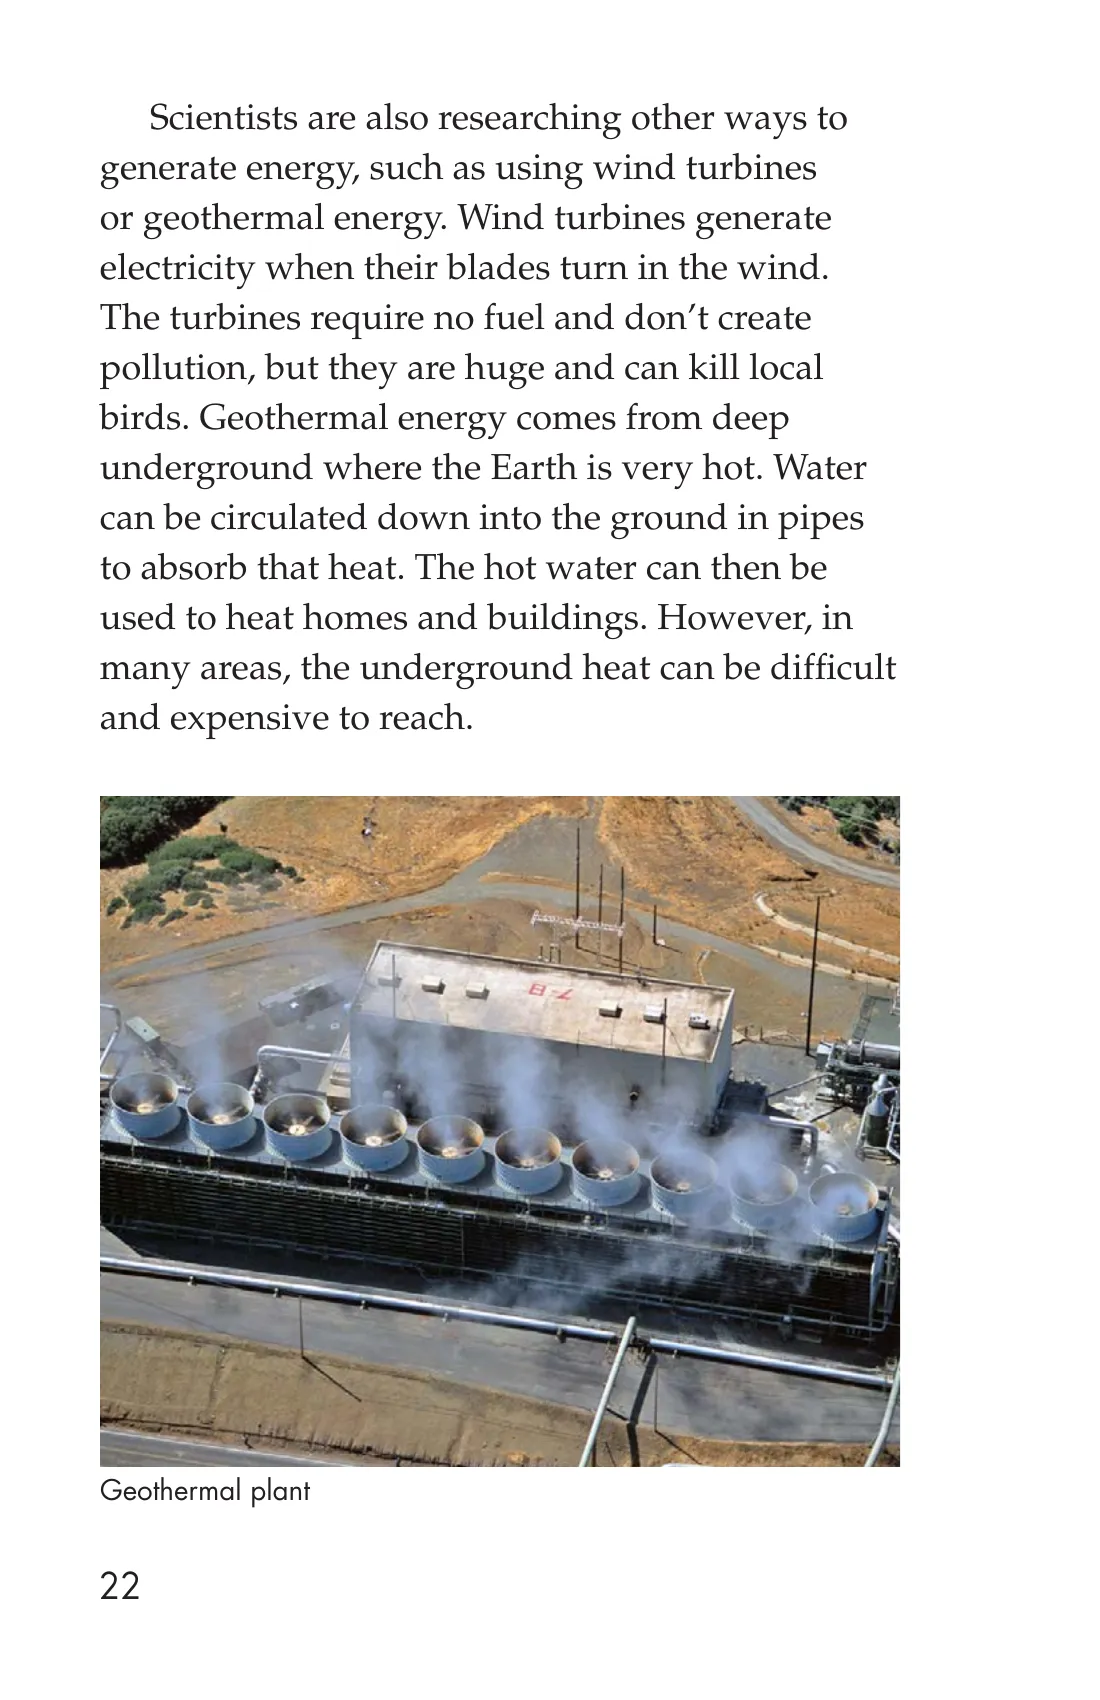 Scientists are also researching other ways to
generate energy, such as using wind turbines
or geothermal energy. Wind turbines generate
electricity when their blades turn in the wind.
The turbines require no fuel and don’t create
pollution, but they are huge and can kill local
birds. Geothermal energy comes from deep
underground where the Earth is very hot. Water
can be circulated down into the ground in pipes
to absorb that heat. The hot water can then be
used to heat homes and buildings. However, in
many areas, the underground heat can be difficult
and expensive to reach.
7-8
Geothermal plant
22